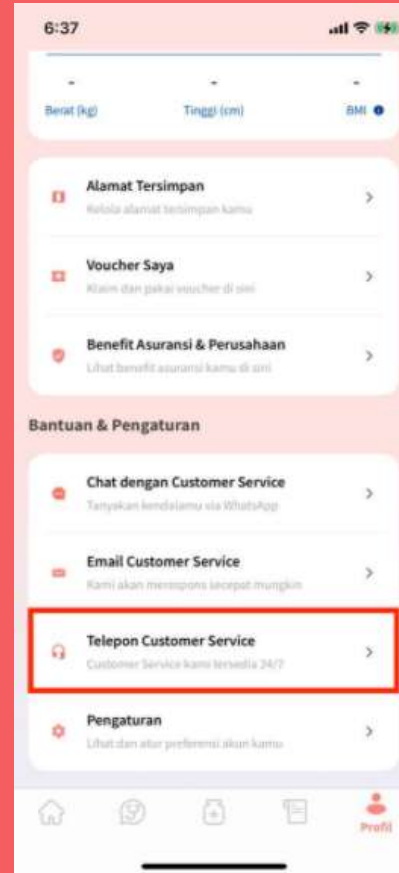 6:37
- - -
Berat (kg) Tinggi (cm) BMI
Alamat Tersimpan
Kelola alamat tersimpan kamu
Voucher Saya
Klaim dan pakai voucher di sini
Benefit Asuransi & Perusahaan
Lihat benefit asuransi kamu di sini
Bantuan & Pengaturan
Chat dengan Customer Service
Tanyakan kendalamu via WhatsApp
Email Customer Service
Kami akan merespons secepat mungkin
Telepon Customer Service
Customer Service kami tersedia 24/7
Pengaturan
Lihat dan atur preferensi akun kamu
Profil